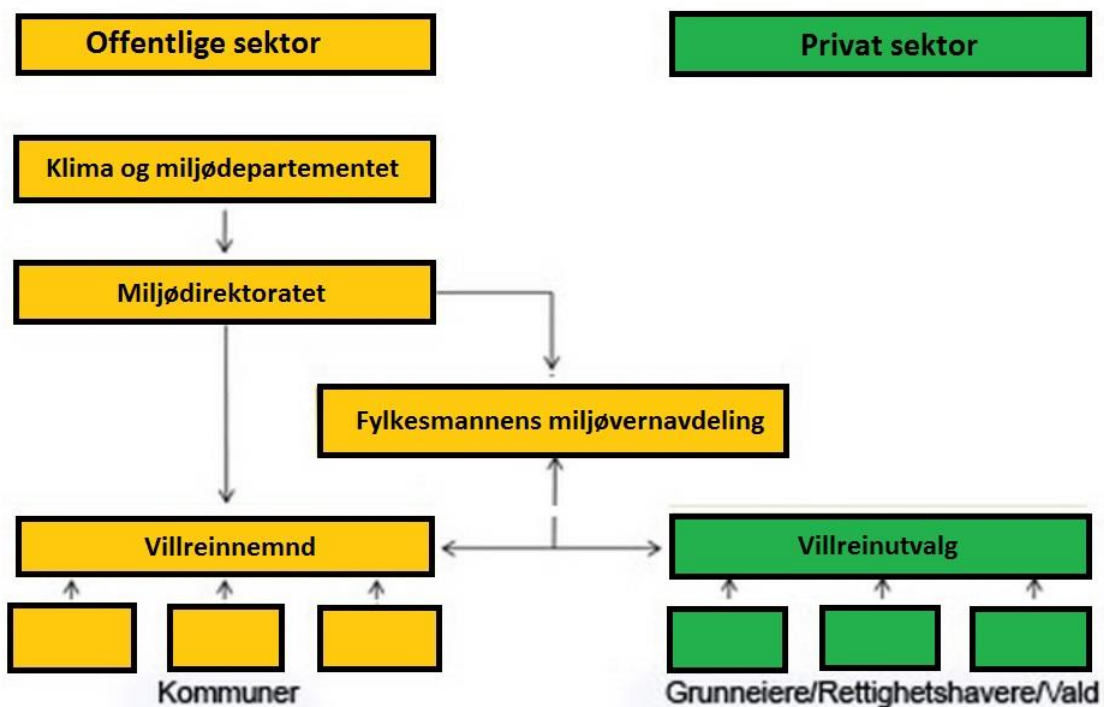 Offentlige sektor
Privat sektor
Klima og miljødepartementet
Miljødirektoratet
Fylkesmannens miljøvernavdeling
Villreinnemnd
Villreinutvalg
Kommuner
Grunneiere/Rettighetshavere/Vald